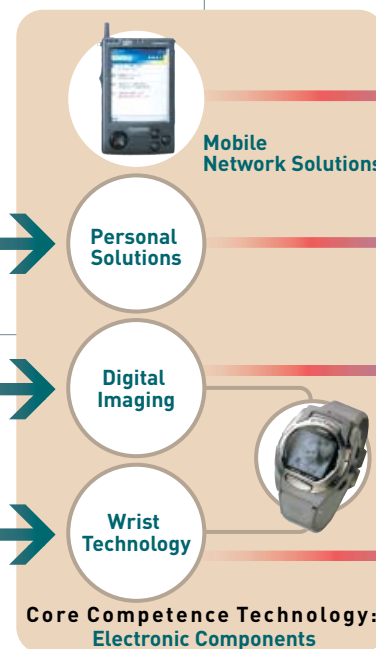 Mobile
Network Solutions
Personal
Solutions
Digital
Imaging
Wrist
Technology
Core Competence Technology:
Electronic Components